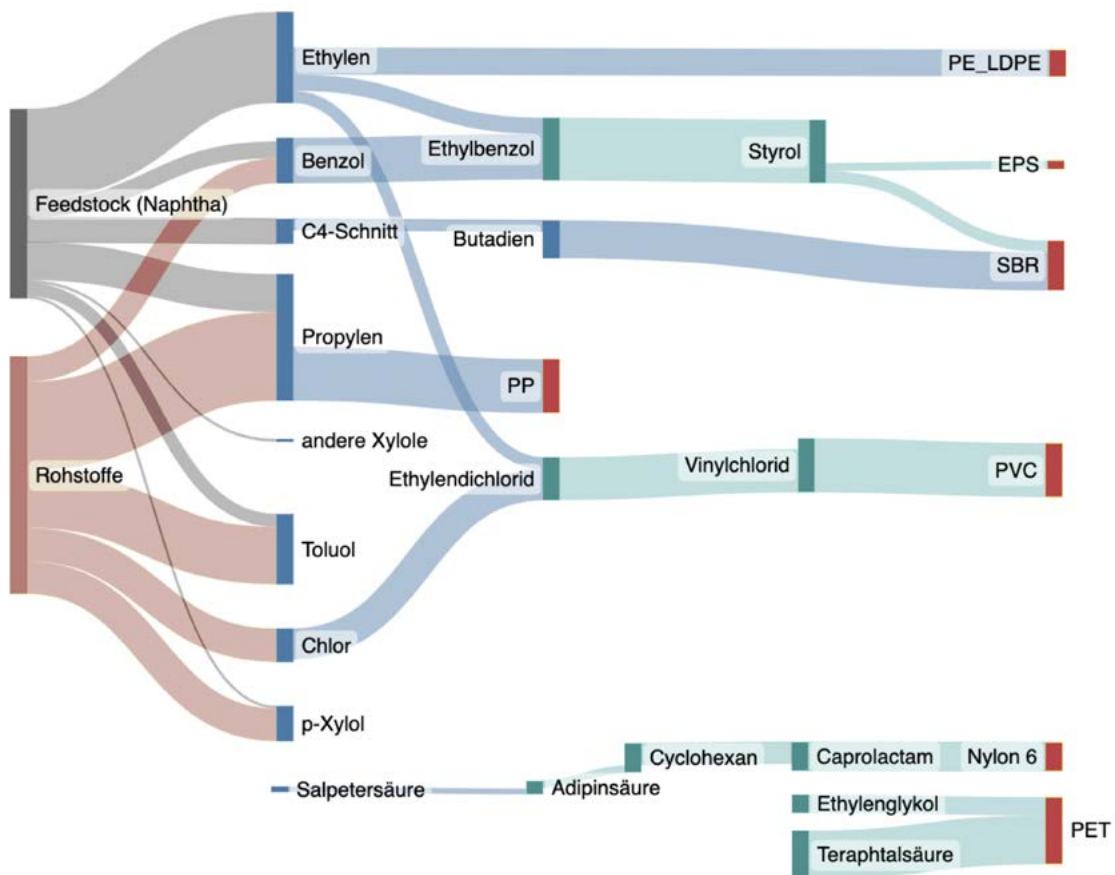 Ethylen
PE_LDPE
Benzol
Ethylbenzol
Styrol
EPS
Feedstock (Naphtha)
C4-Schnitt
Butadien
SBR
Propylen
PP
andere Xylole
Rohstoffe
Ethylendichlorid
Vinylchlorid
PVC
Toluol
Chlor
p-Xylol
Cyclohexan
Caprolactam
Nylon 6
Salpetersäure
Adipinsäure
Ethylenglykol
PET
Teraphtalsäure